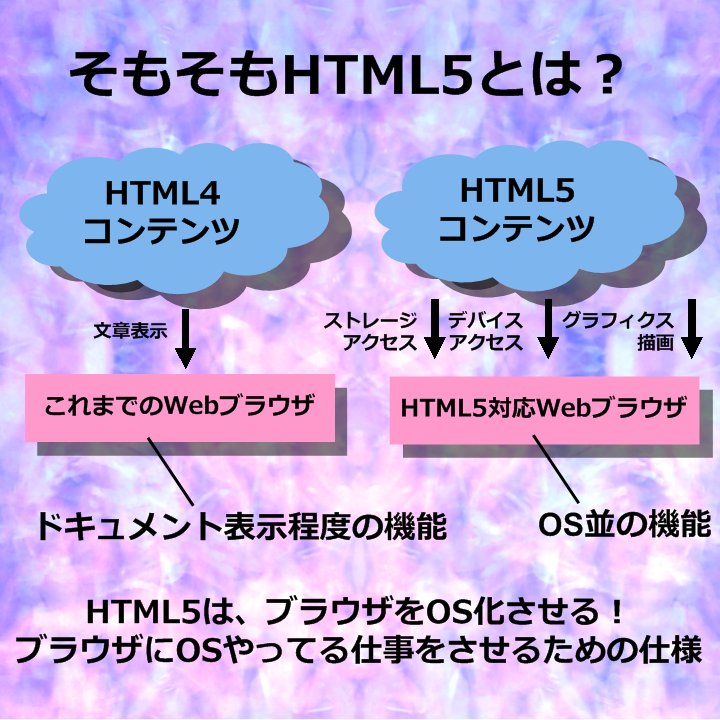 そもそもHTML5とは？
HTML4
コンテンツ
HTML5
コンテンツ
文章表示
ストレージ
アクセス
デバイス
アクセス
グラフィクス
描画
これまでのWebブラウザ
HTML5対応Webブラウザ
ドキュメント表示程度の機能
OS並の機能
HTML5は、ブラウザをOS化させる！
ブラウザにOSやってる仕事をさせるための仕様